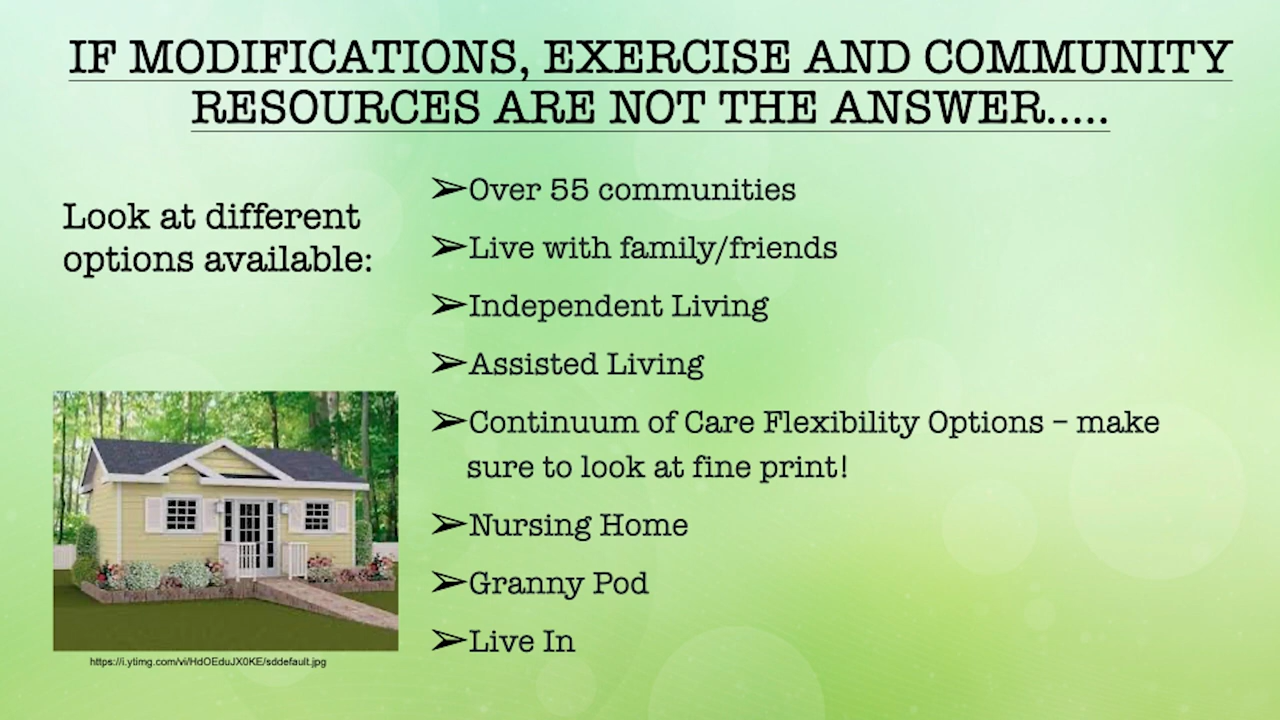 IF MODIFICATIONS, EXERCISE AND COMMUNITY
RESOURCES ARE NOT THE ANSWER.....
Look at different
options available:
➢Over 55 communities
➢Live with family/friends
➢Independent Living
➢Assisted Living
➢Continuum of Care Flexibility Options – make
sure to look at fine print!
➢Nursing Home
➢Granny Pod
➢Live In
https://i.ytimg.com/vi/HdOEduJX0KE/sddefault.jpg